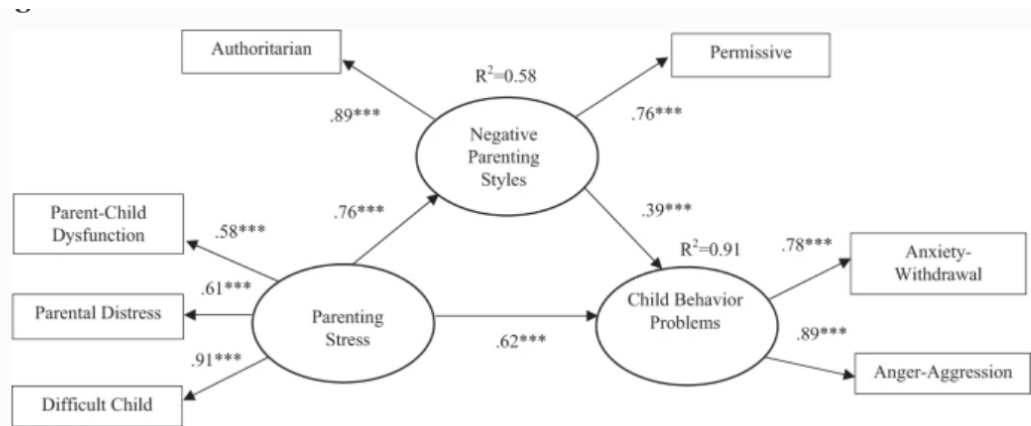 Authoritarian
Permissive
R²=0.58
.89***
.76***
Negative
Parenting
Styles
Parent-Child
Dysfunction
.58***
.76***
.39***
R²=0.91
.78***
Anxiety-
Withdrawal
Parental Distress
.61***
Parenting
Stress
Child Behavior
Problems
.62***
.89***
.91***
Difficult Child
Anger-Aggression